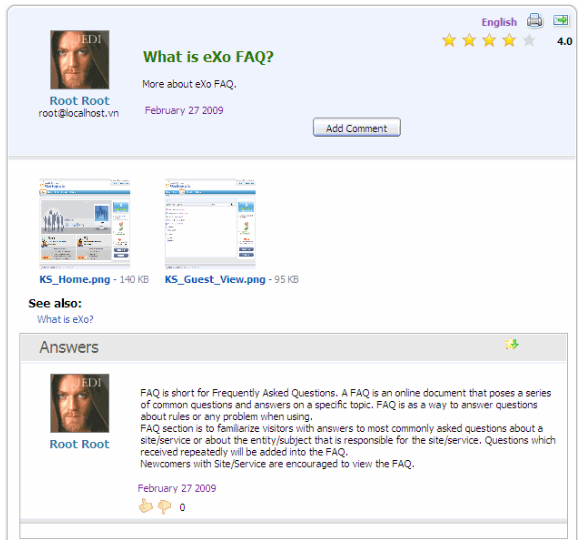 English
4.0
JEDI
What is eXo FAQ?
More about eXo FAQ.
Root Root
root@localhost.vn
February 27 2009
Add Comment
KS_Home.png - 140 KB KS_Guest_View.png - 95 KB
See also:
What is eXo?
Answers
JEDI
Root Root
FAQ is short for Frequently Asked Questions. A FAQ is an online document that poses a series
of common questions and answers on a specific topic. FAQ is as a way to answer questions
about rules or any problem when using.
FAQ section is to familiarize visitors with answers to most commonly asked questions about a
site/service or about the entity/subject that is responsible for the site/service. Questions which
received repeatedly will be added into the FAQ.
Newcomers with Site/Service are encouraged to view the FAQ.
February 27 2009
0